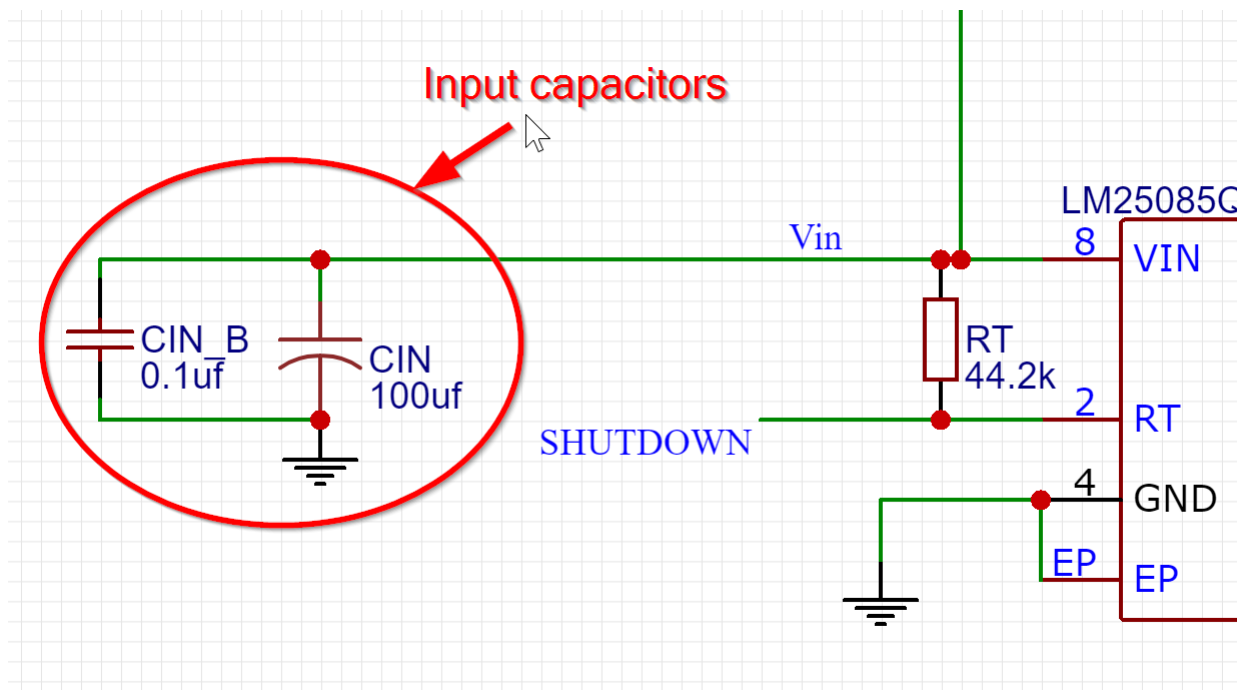 Input capacitors
LM25085Q
Vin
8
VIN
CIN_B
0.1uf
CIN
100uf
RT
44.2k
2
RT
SHUTDOWN
4
GND
EP
EP